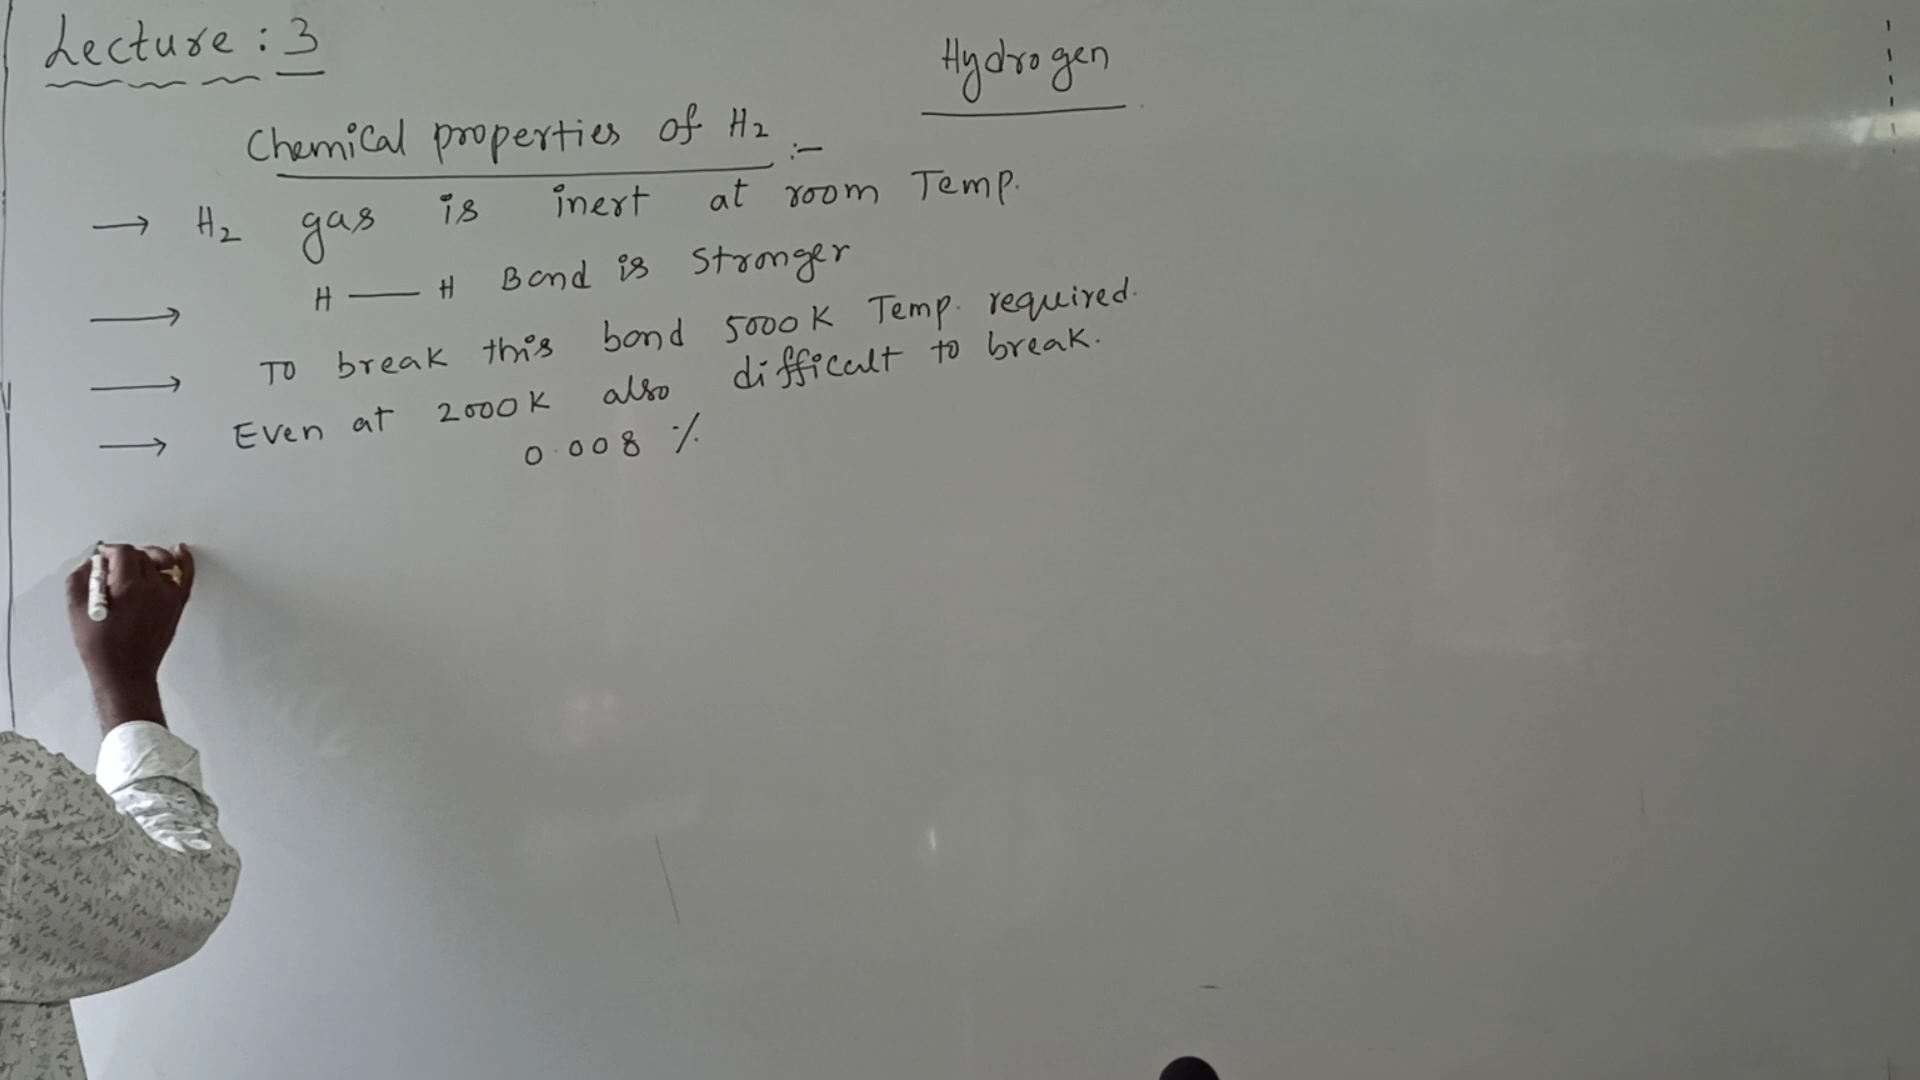 Lecture : 3
Hydrogen
Chemical properties of H2 :-
→ H2 gas is inert at room Temp.
→ H — H Bond is Stronger
→ To break this bond 5000K Temp. required.
→ Even at 2000K also difficult to break.
0.008 %